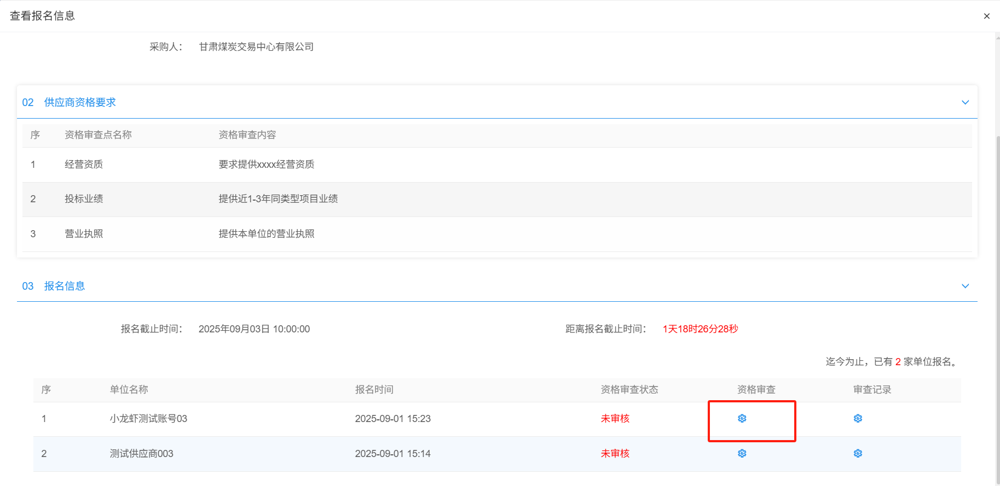 查看报名信息
采购人： 甘肃煤炭交易中心有限公司
02 供应商资格要求
序 资格审查点名称 资格审查内容
1 经营资质 要求提供xxxx经营资质
2 投标业绩 提供近1-3年同类型项目业绩
3 营业执照 提供本单位的营业执照
03 报名信息
报名截止时间： 2025年09月03日 10:00:00 距离报名截止时间： 1天18时26分28秒
迄今为止，已有 2 家单位报名。
序 单位名称 报名时间 资格审查状态 资格审查 审查记录
1 小龙虾测试账号03 2025-09-01 15:23 未审核
2 测试供应商003 2025-09-01 15:14 未审核